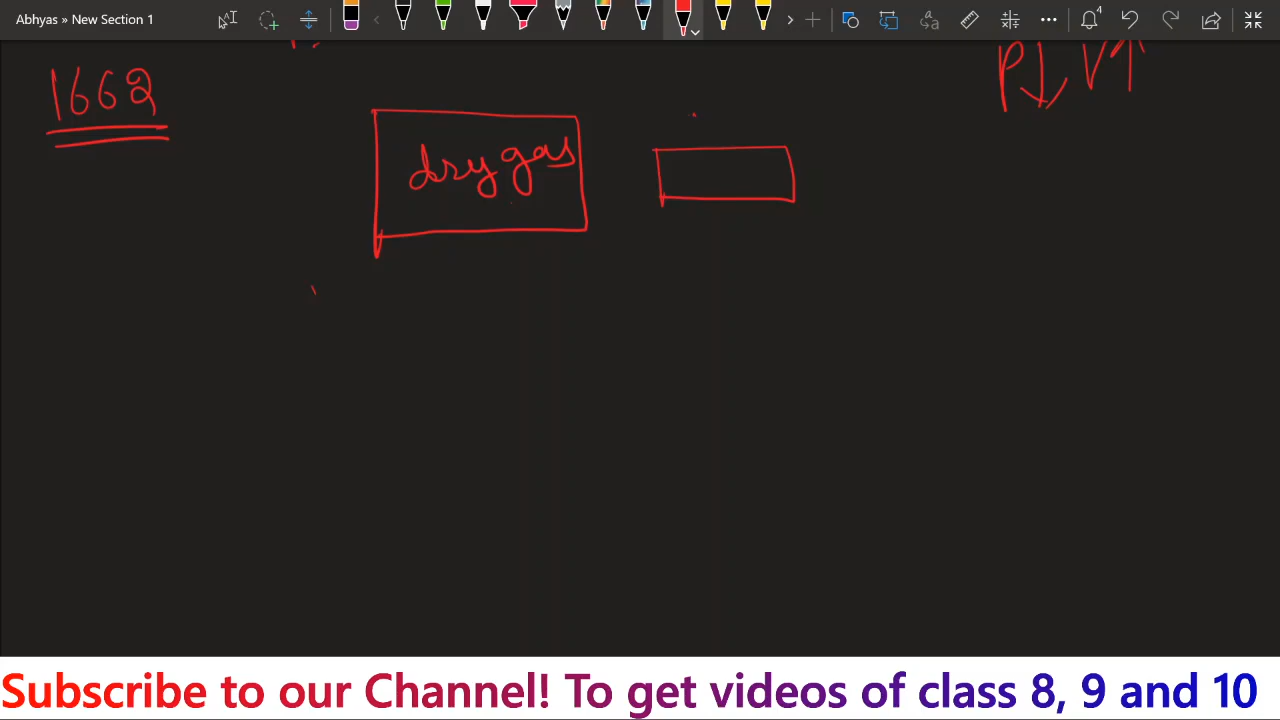 Abhyas » New Section 1
4
1662
P↓, V↑
dry gas
Subscribe to our Channel! To get videos of class 8, 9 and 10